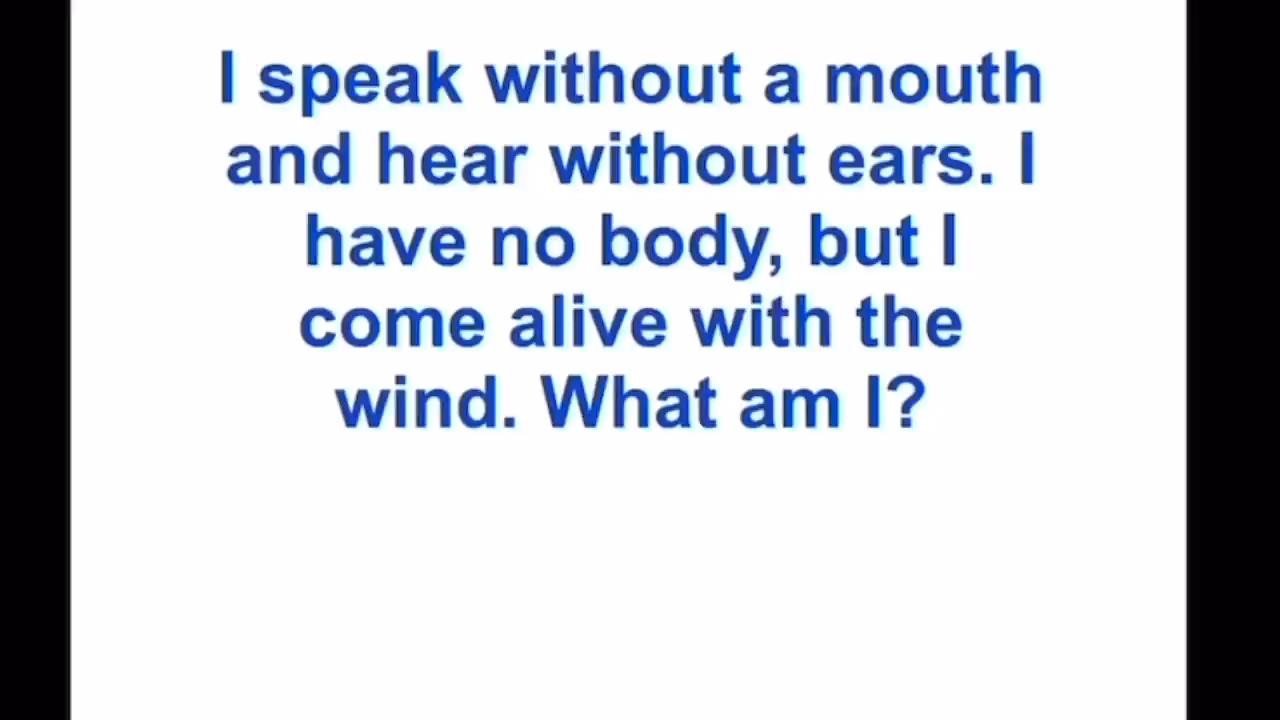 I speak without a mouth
and hear without ears. I
have no body, but I
come alive with the
wind. What am I?